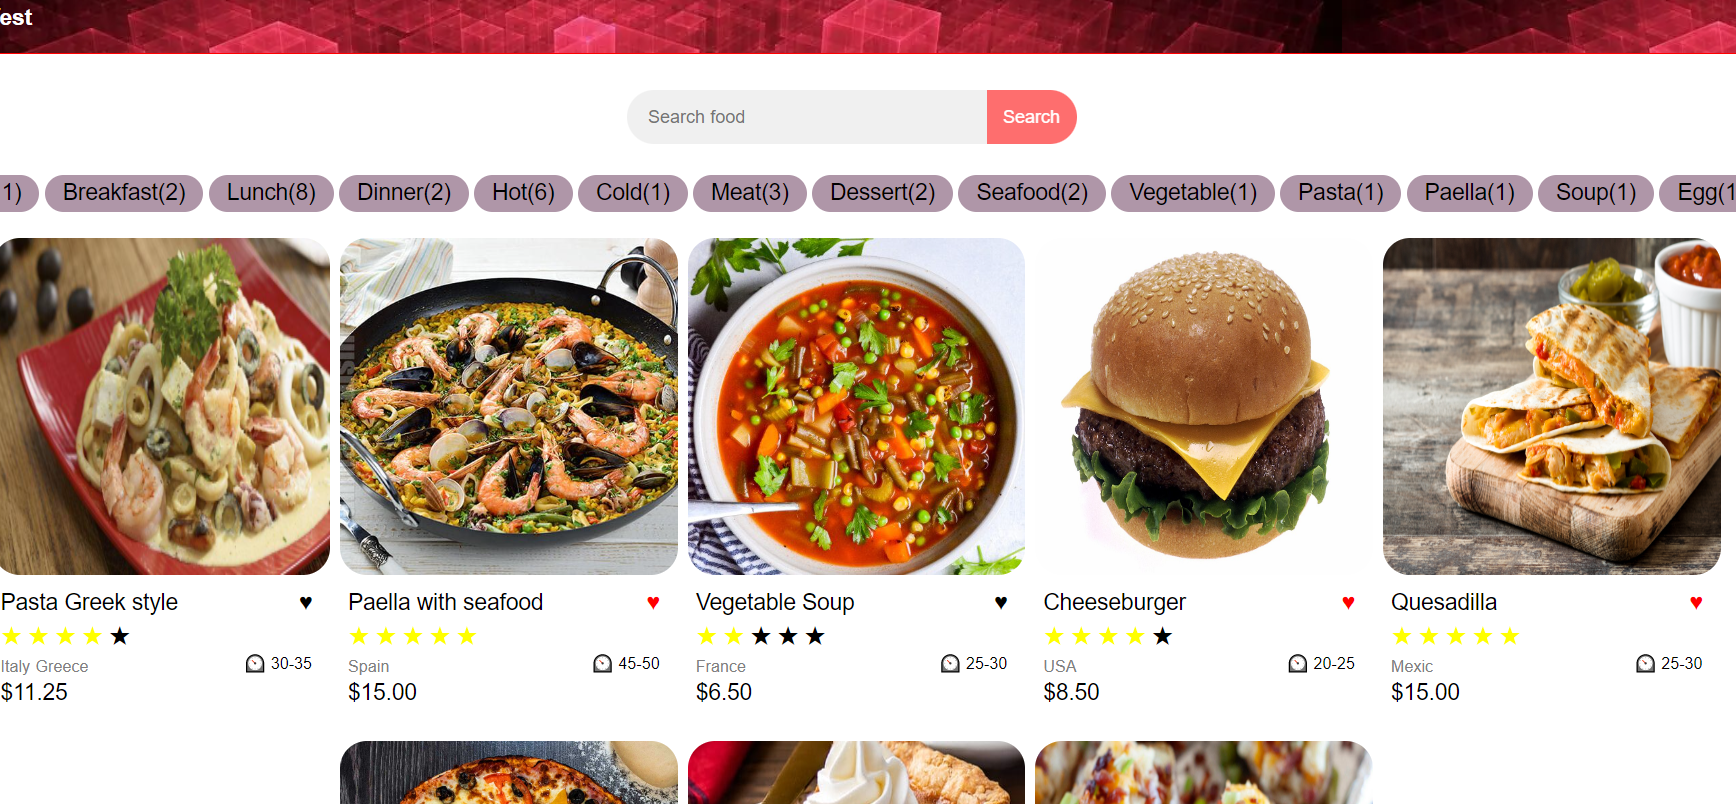 est
Search food
Search
1)
Breakfast(2)
Lunch(8)
Dinner(2)
Hot(6)
Cold(1)
Meat(3)
Dessert(2)
Seafood(2)
Vegetable(1)
Pasta(1)
Paella(1)
Soup(1)
Egg(1
Pasta Greek style ♥
★ ★ ★ ★ ★
Italy Greece
30-35
$11.25
Paella with seafood ♥
★ ★ ★ ★ ★
Spain
45-50
$15.00
Vegetable Soup ♥
★ ★ ★ ★ ★
France
25-30
$6.50
Cheeseburger ♥
★ ★ ★ ★ ★
USA
20-25
$8.50
Quesadilla ♥
★ ★ ★ ★ ★
Mexic
25-30
$15.00